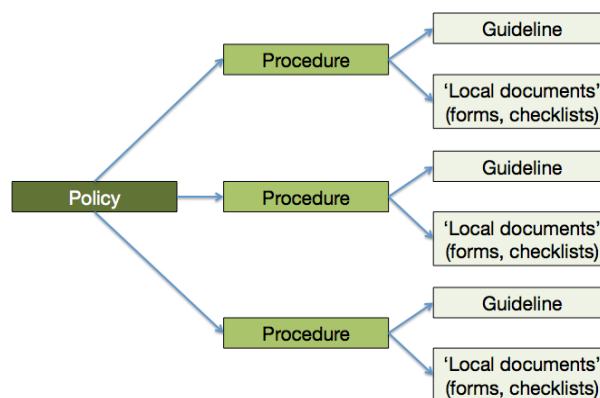 Guideline
Procedure
‘Local documents’
(forms, checklists)
Guideline
Policy
Procedure
‘Local documents’
(forms, checklists)
Guideline
Procedure
‘Local documents’
(forms, checklists)